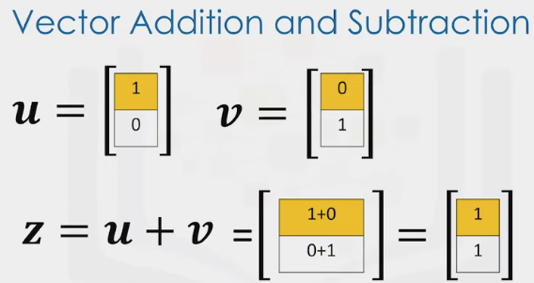 Vector Addition and Subtraction
u = [1 0] v = [0 1]
z = u + v = [1+0 0+1] = [1 1]